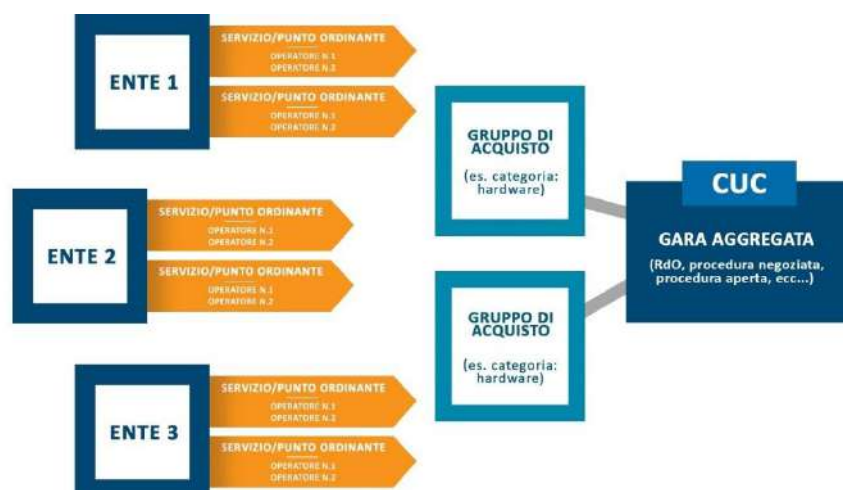 ENTE 1
SERVIZIO/PUNTO ORDINANTE
OPERATORE N.1
OPERATORE N.2
SERVIZIO/PUNTO ORDINANTE
OPERATORE N.1
OPERATORE N.2
ENTE 2
SERVIZIO/PUNTO ORDINANTE
OPERATORE N.1
OPERATORE N.2
SERVIZIO/PUNTO ORDINANTE
OPERATORE N.1
OPERATORE N.2
ENTE 3
SERVIZIO/PUNTO ORDINANTE
OPERATORE N.1
OPERATORE N.2
SERVIZIO/PUNTO ORDINANTE
OPERATORE N.1
OPERATORE N.2
GRUPPO DI
ACQUISTO
(es. categoria:
hardware)
GRUPPO DI
ACQUISTO
(es. categoria:
hardware)
CUC
GARA AGGREGATA
(RdO, procedura negoziata,
procedura aperta, ecc...)